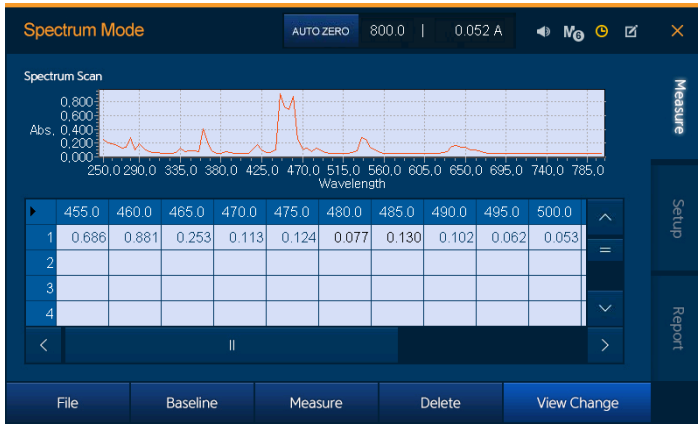 Spectrum Mode AUTO ZERO 800.0 | 0.052 A M6
Spectrum Scan
Abs.
0.800
0.600
0.400
0.200
0.000
250.0 290.0 335.0 380.0 425.0 470.0 515.0 560.0 605.0 650.0 695.0 740.0 785.0
Wavelength
455.0 460.0 465.0 470.0 475.0 480.0 485.0 490.0 495.0 500.0
1 0.686 0.881 0.253 0.113 0.124 0.077 0.130 0.102 0.062 0.053
2
3
4
Measure
Setup
Report
File Baseline Measure Delete View Change